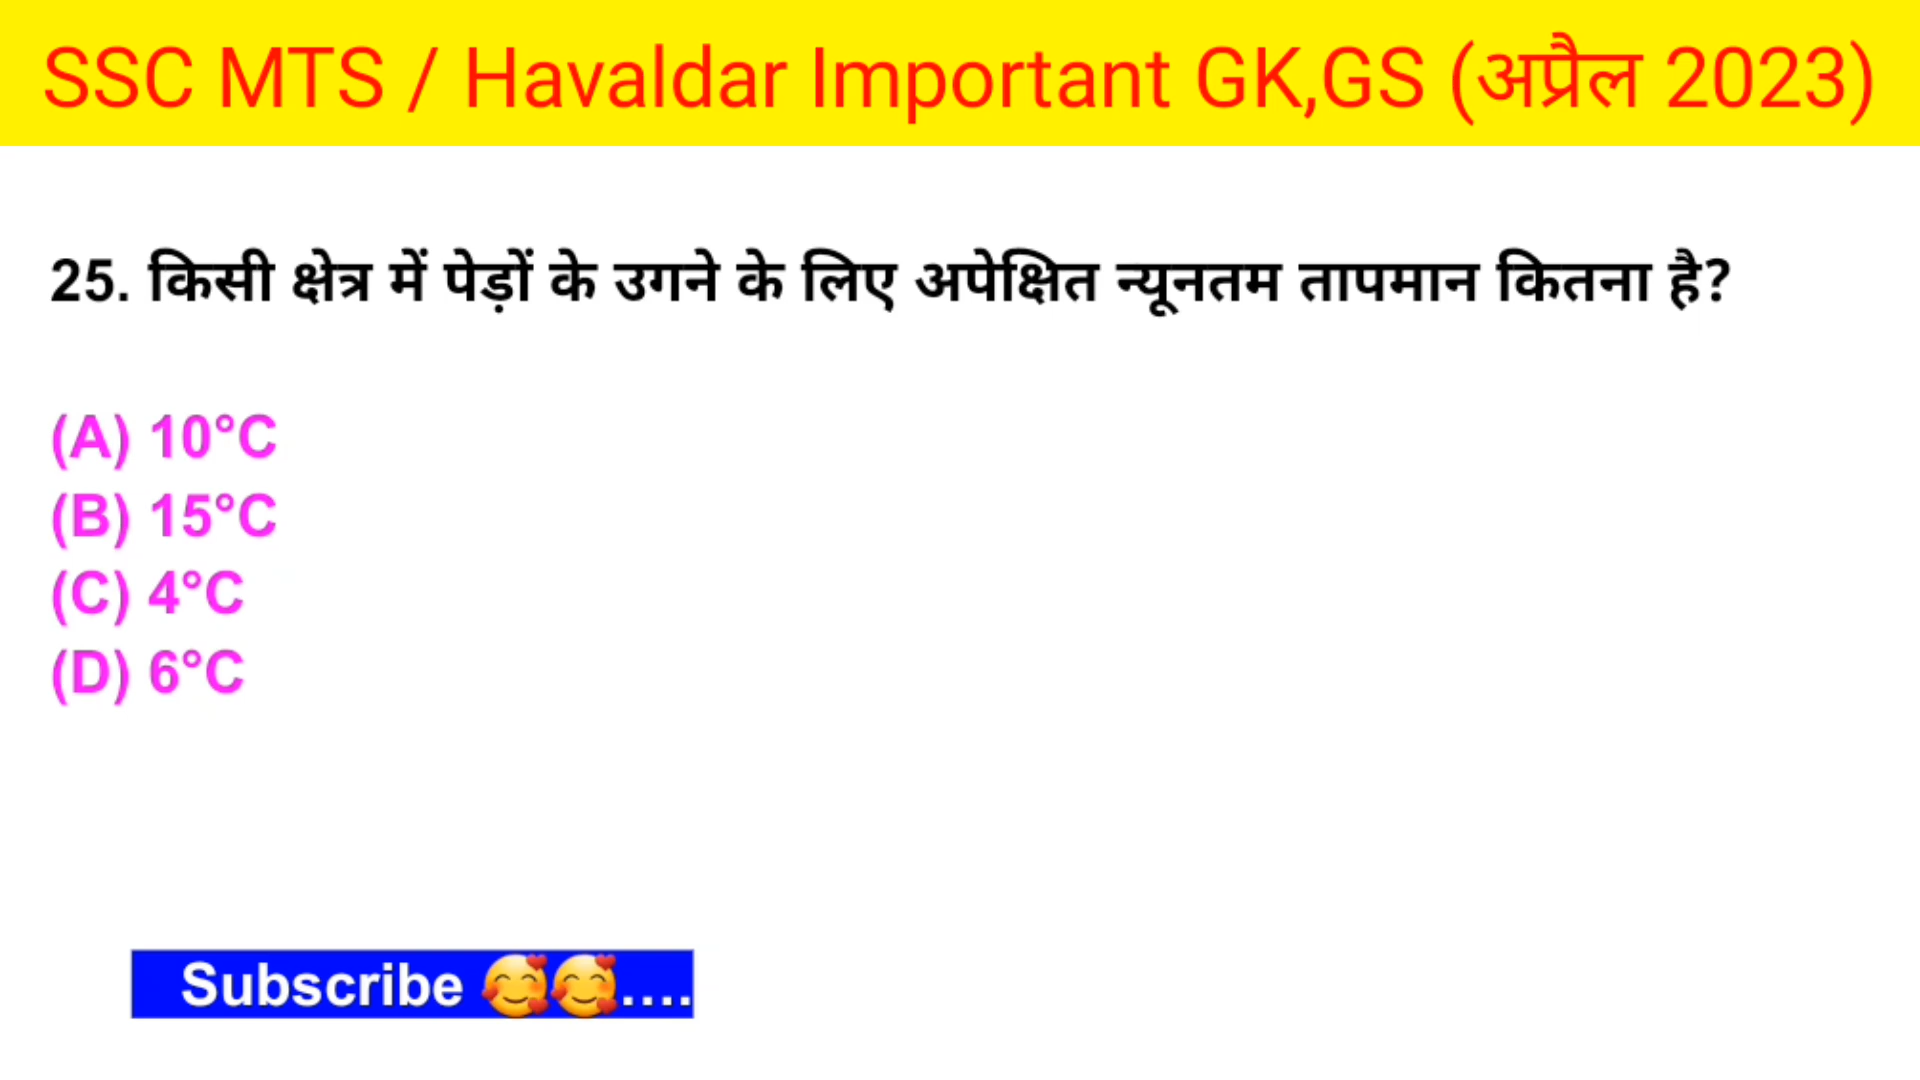 SSC MTS / Havaldar Important GK,GS (अप्रैल 2023)
25. किसी क्षेत्र में पेड़ों के उगने के लिए अपेक्षित न्यूनतम तापमान कितना है?
(A) 10°C
(B) 15°C
(C) 4°C
(D) 6°C
Subscribe 🥰🥰....